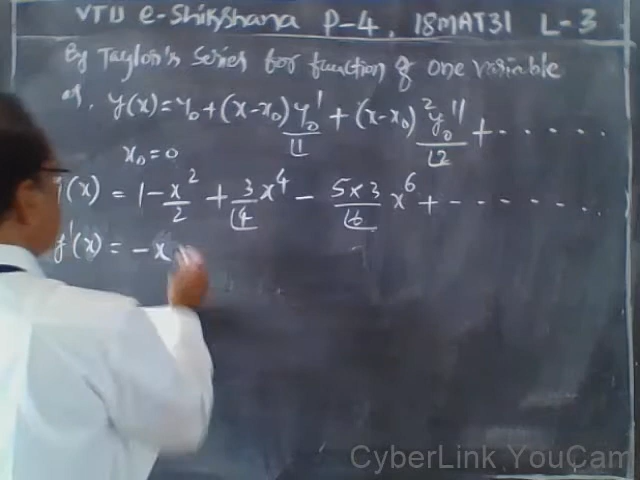 VTU e-Shikshana P-4, 18MAT31 L-3
By Taylor's Series for function of one variable
is, y(x) = y₀ + (x-x₀) y₀'/∟1 + (x-x₀)² y₀''/∟2 + ......
x₀ = 0
(x) = 1 - x²/2 + 3/∟4 x⁴ - 5×3/∟6 x⁶ + - - - - - - .
y'(x) = -x
CyberLink YouCam